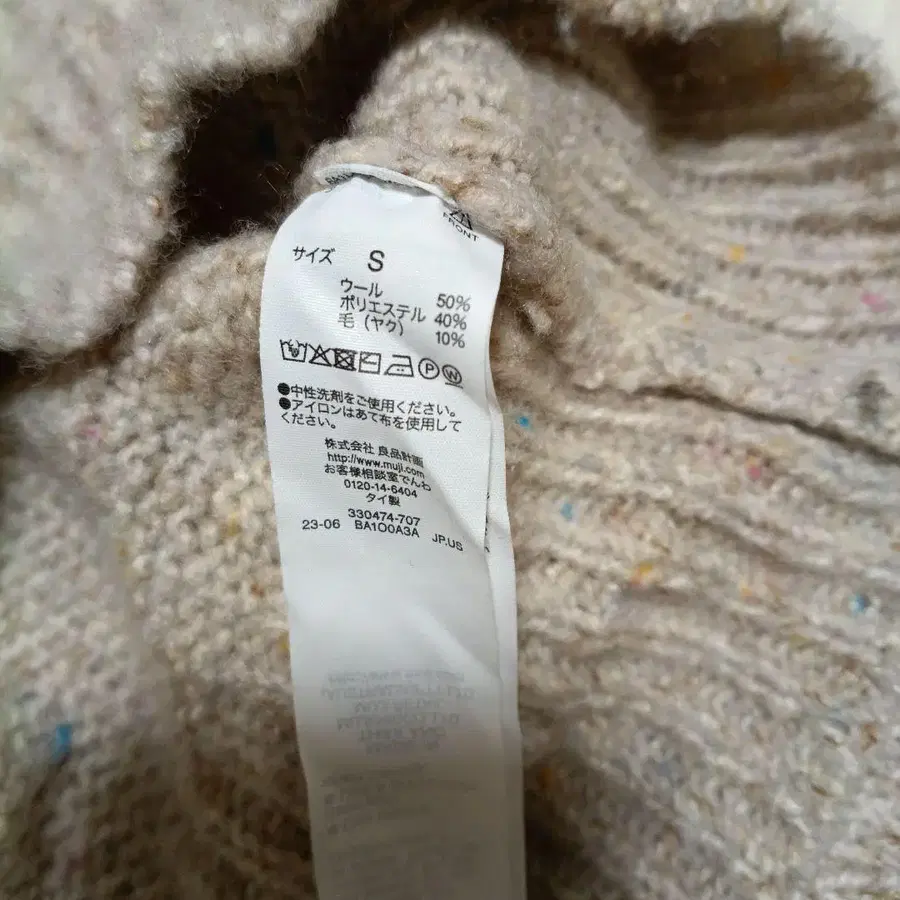 FRONT
サイズ S
ウール 50%
ポリエステル 40%
毛（ヤク） 10%
P W
●中性洗剤をご使用ください。
●アイロンはあて布を使用して
ください。
株式会社 良品計画
http://www.muji.com
お客様相談室でんわ
0120-14-6404
タイ製
330474-707
23-06 BA1O0A3A JP.US